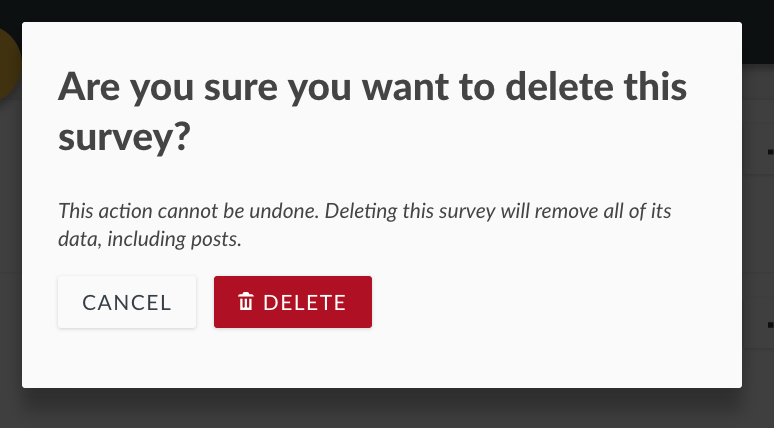 Are you sure you want to delete this
survey?
This action cannot be undone. Deleting this survey will remove all of its
data, including posts.
CANCEL
DELETE